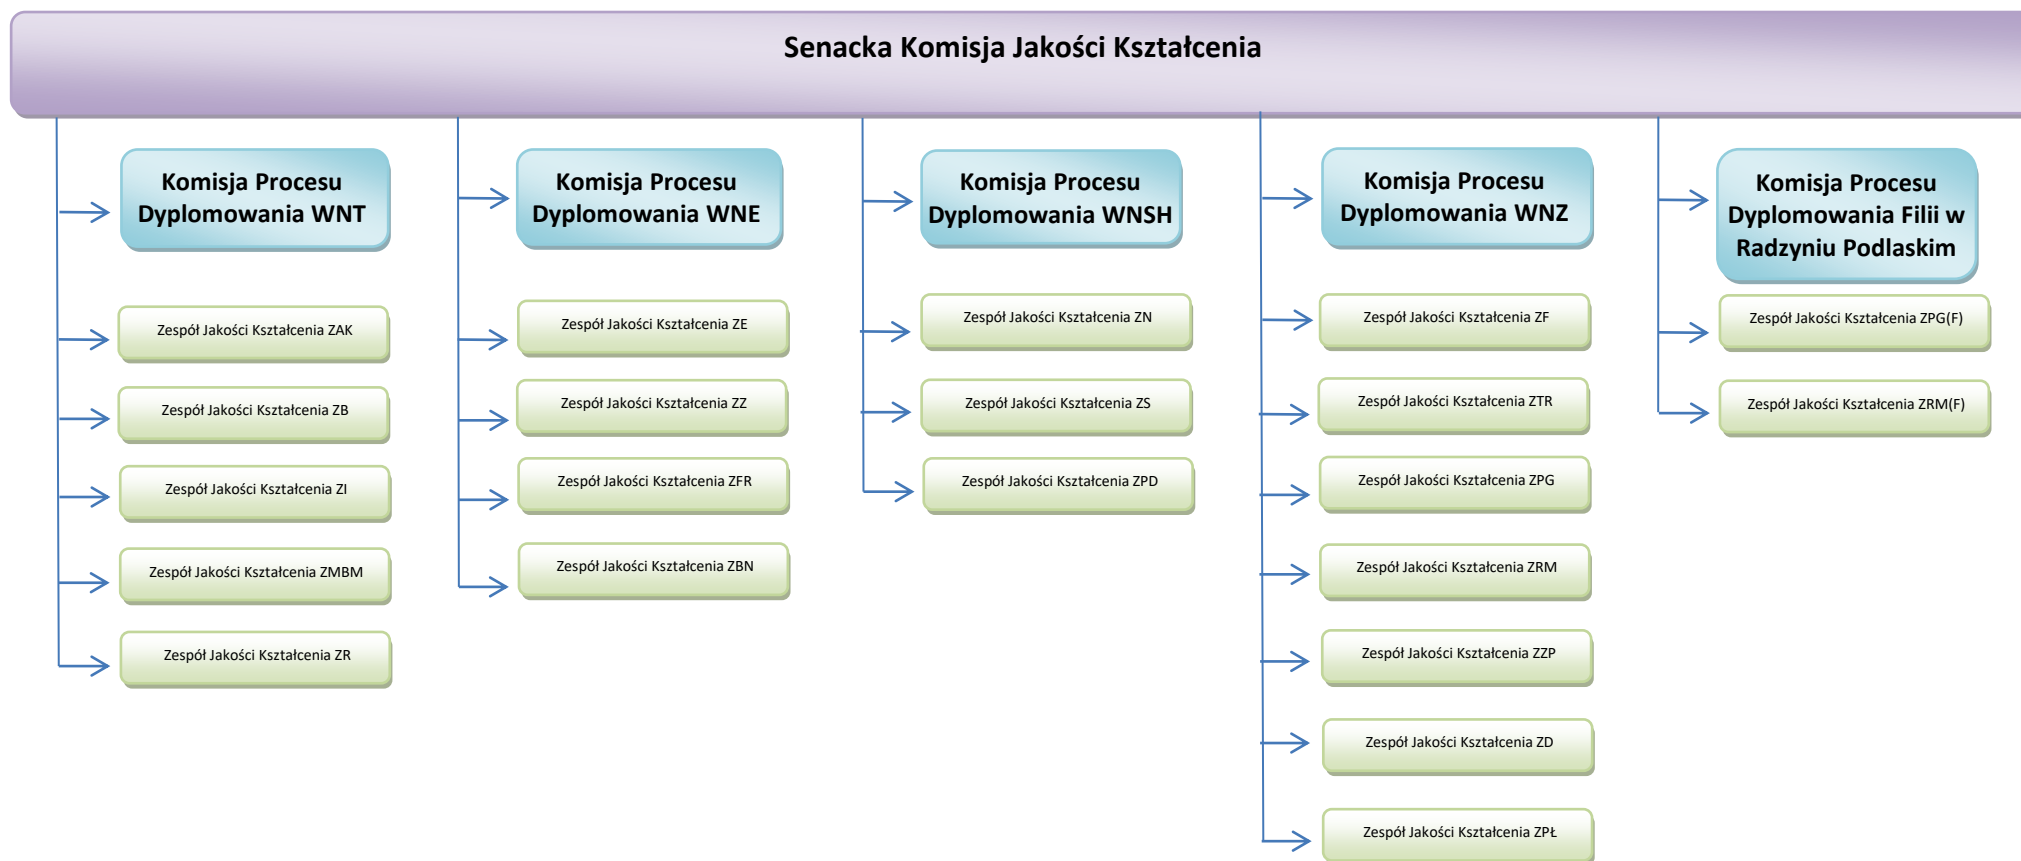 Senacka Komisja Jakości Kształcenia
Komisja Procesu
Dyplomowania WNT
Zespół Jakości Kształcenia ZAK
Zespół Jakości Kształcenia ZB
Zespół Jakości Kształcenia ZI
Zespół Jakości Kształcenia ZMBM
Zespół Jakości Kształcenia ZR
Komisja Procesu
Dyplomowania WNE
Zespół Jakości Kształcenia ZE
Zespół Jakości Kształcenia ZZ
Zespół Jakości Kształcenia ZFR
Zespół Jakości Kształcenia ZBN
Komisja Procesu
Dyplomowania WNSH
Zespół Jakości Kształcenia ZN
Zespół Jakości Kształcenia ZS
Zespół Jakości Kształcenia ZPD
Komisja Procesu
Dyplomowania WNZ
Zespół Jakości Kształcenia ZF
Zespół Jakości Kształcenia ZTR
Zespół Jakości Kształcenia ZPG
Zespół Jakości Kształcenia ZRM
Zespół Jakości Kształcenia ZZP
Zespół Jakości Kształcenia ZD
Zespół Jakości Kształcenia ZPŁ
Komisja Procesu
Dyplomowania Filii w
Radzyniu Podlaskim
Zespół Jakości Kształcenia ZPG(F)
Zespół Jakości Kształcenia ZRM(F)